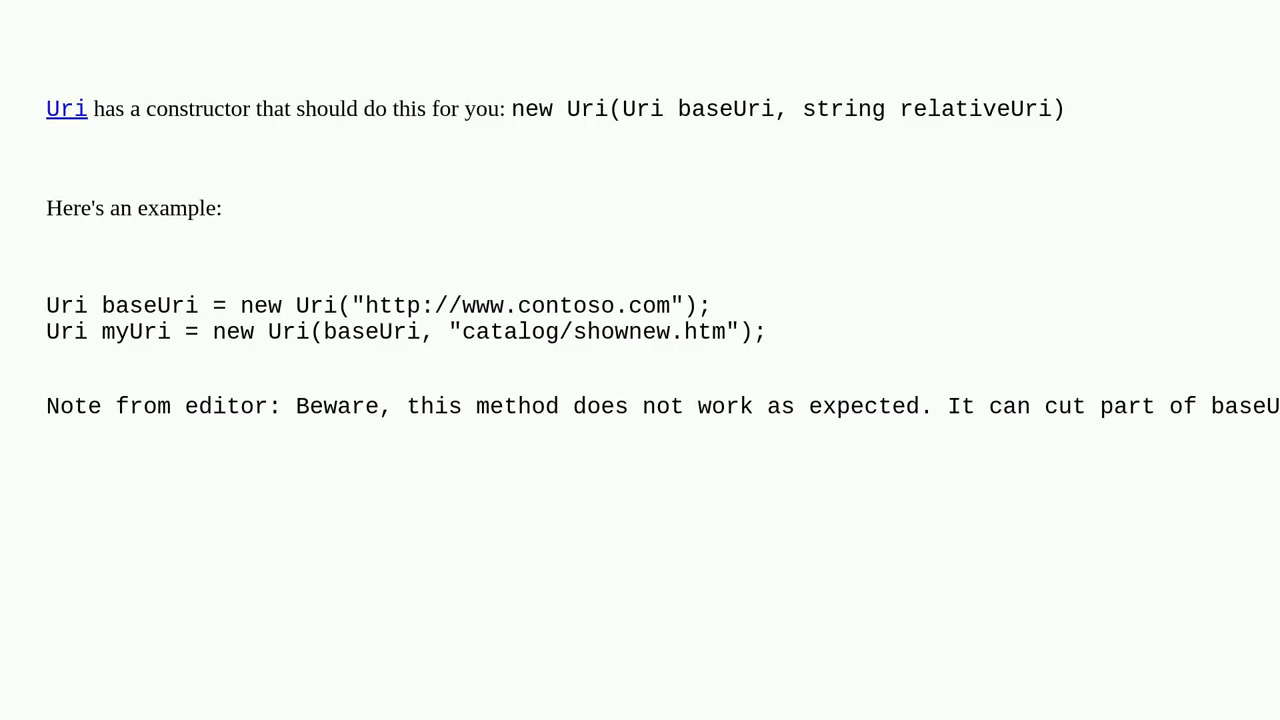 Uri has a constructor that should do this for you: new Uri(Uri baseUri, string relativeUri)
Here's an example:
Uri baseUri = new Uri("http://www.contoso.com");
Uri myUri = new Uri(baseUri, "catalog/shownew.htm");
Note from editor: Beware, this method does not work as expected. It can cut part of baseU